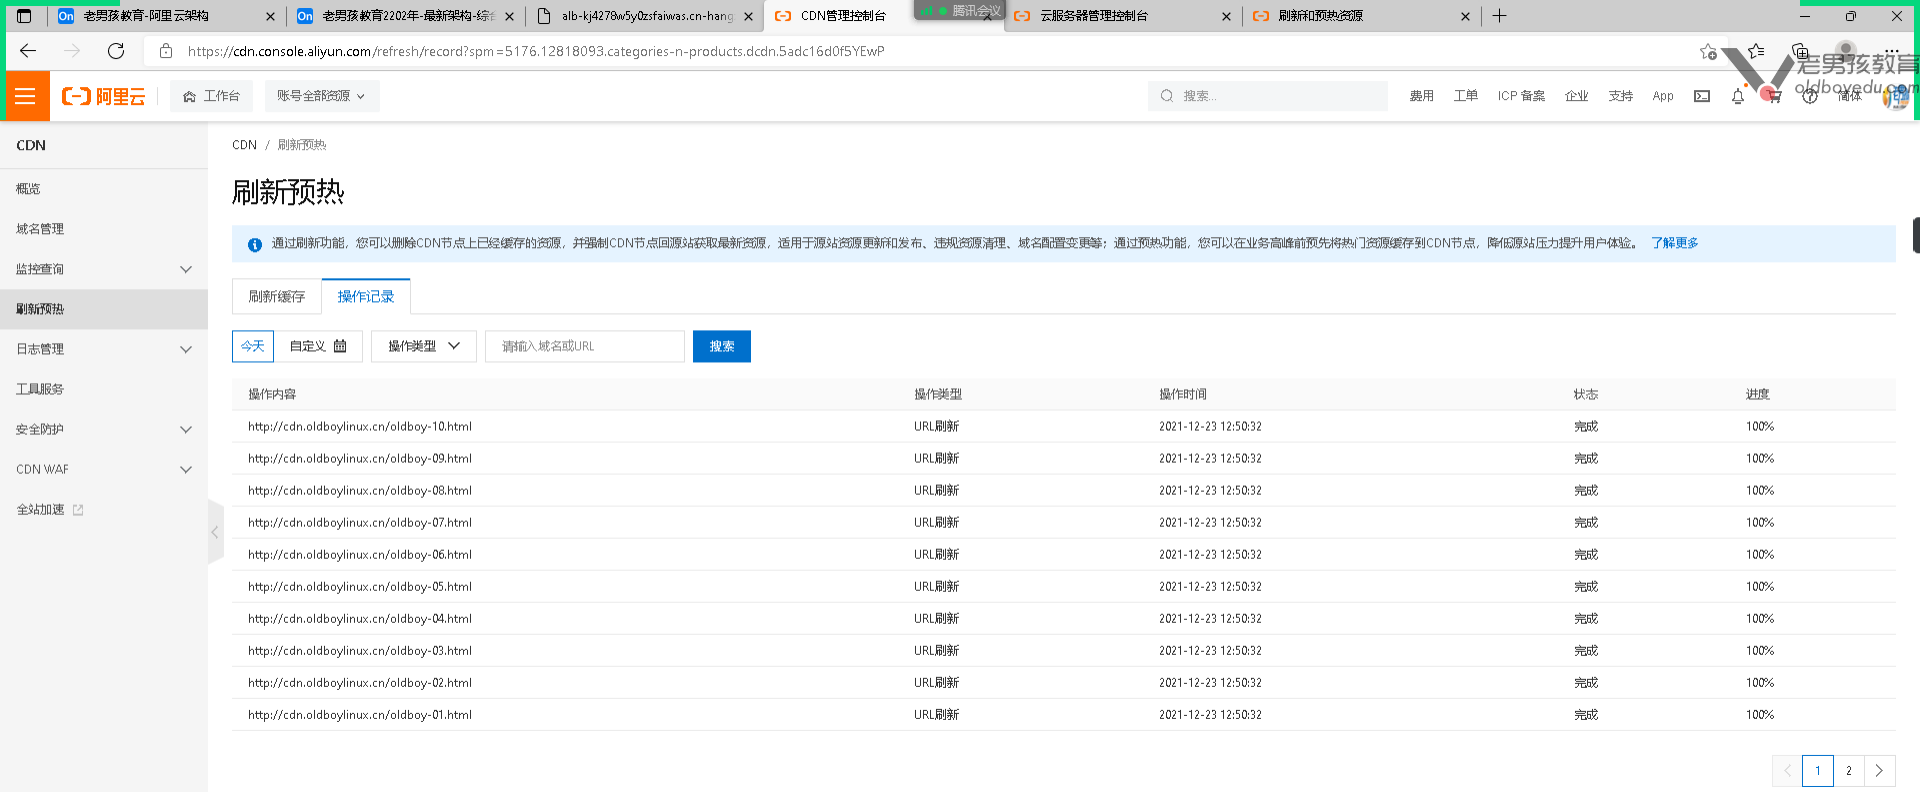 老男孩教育-阿里云架构
老男孩教育2202年-最新架构-综合
alb-kj4278w5y0zsfaiwas.cn-hang
CDN管理控制台
腾讯会议
云服务器管理控制台
刷新和预热资源
https://cdn.console.aliyun.com/refresh/record?spm=5176.12818093.categories-n-products.dcdn.5adc16d0f5YEwP
老男孩教育
oldboyedu.com
阿里云
工作台
账号全部资源
搜索...
费用
工单
ICP 备案
企业
支持
App
简体
CDN
概览
域名管理
监控查询
刷新预热
日志管理
工具服务
安全防护
CDN WAF
全站加速
CDN / 刷新预热
刷新预热
通过刷新功能，您可以删除CDN节点上已经缓存的资源，并强制CDN节点回源站获取最新资源，适用于源站资源更新和发布、违规资源清理、域名配置变更等；通过预热功能，您可以在业务高峰前预先将热门资源缓存到CDN节点，降低源站压力提升用户体验。 了解更多
刷新缓存 操作记录
今天 自定义 操作类型 请输入域名或URL 搜索
操作内容 操作类型 操作时间 状态 进度
http://cdn.oldboylinux.cn/oldboy-10.html URL刷新 2021-12-23 12:50:32 完成 100%
http://cdn.oldboylinux.cn/oldboy-09.html URL刷新 2021-12-23 12:50:32 完成 100%
http://cdn.oldboylinux.cn/oldboy-08.html URL刷新 2021-12-23 12:50:32 完成 100%
http://cdn.oldboylinux.cn/oldboy-07.html URL刷新 2021-12-23 12:50:32 完成 100%
http://cdn.oldboylinux.cn/oldboy-06.html URL刷新 2021-12-23 12:50:32 完成 100%
http://cdn.oldboylinux.cn/oldboy-05.html URL刷新 2021-12-23 12:50:32 完成 100%
http://cdn.oldboylinux.cn/oldboy-04.html URL刷新 2021-12-23 12:50:32 完成 100%
http://cdn.oldboylinux.cn/oldboy-03.html URL刷新 2021-12-23 12:50:32 完成 100%
http://cdn.oldboylinux.cn/oldboy-02.html URL刷新 2021-12-23 12:50:32 完成 100%
http://cdn.oldboylinux.cn/oldboy-01.html URL刷新 2021-12-23 12:50:32 完成 100%
1 2